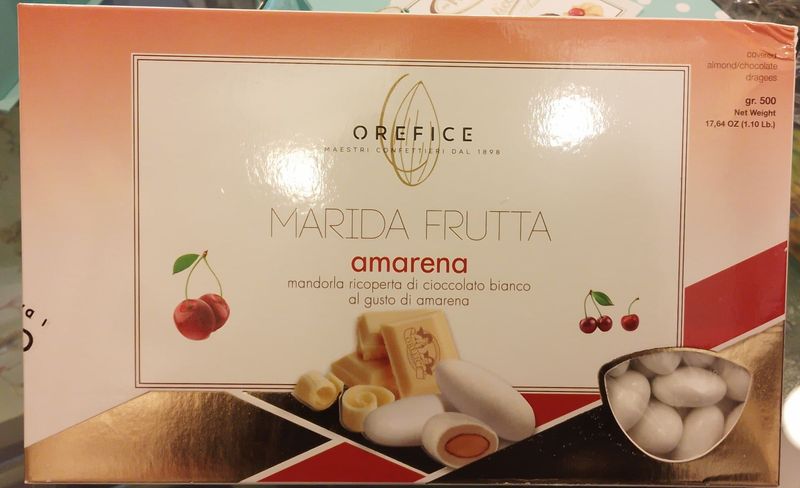 covered
almond/chocolate
dragees
gr. 500
Net Weight
17,64 OZ (1.10 Lb.)
OREFICE
MAESTRI CONFETTIERI DAL 1898
MARIDA FRUTTA
amarena
mandorla ricoperta di cioccolato bianco
al gusto di amarena